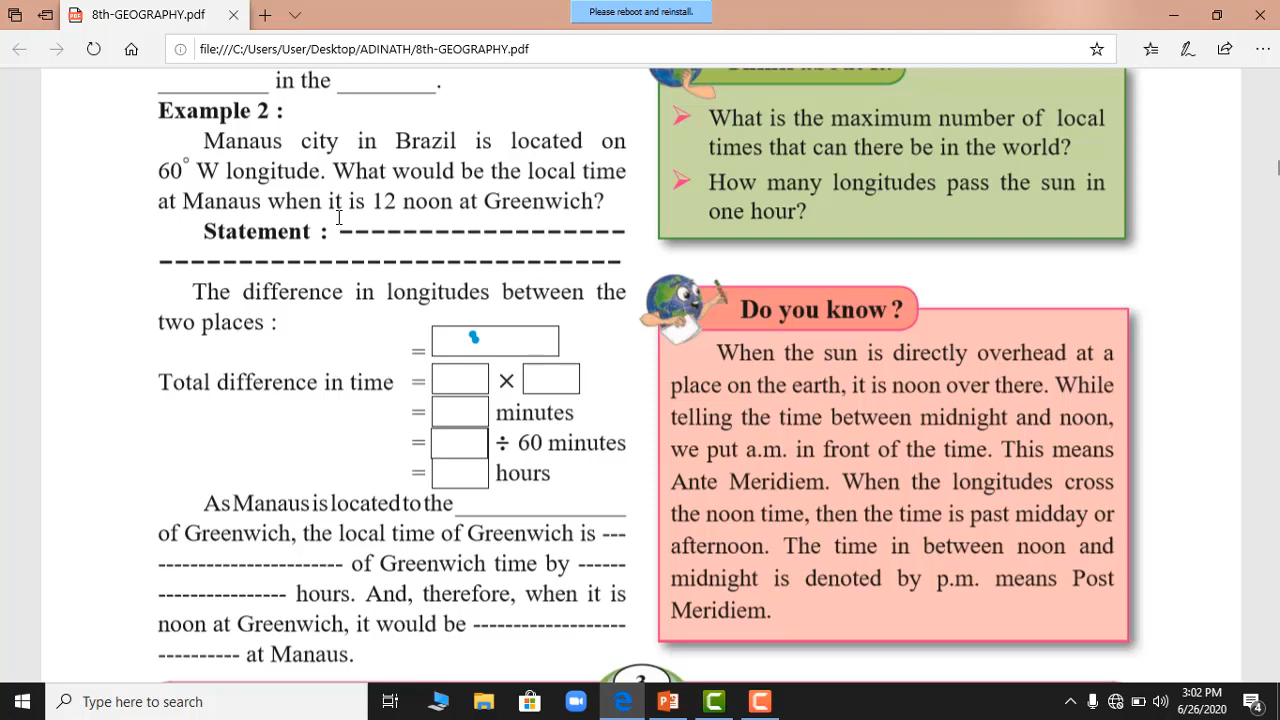 8th-GEOGRAPHY.pdf
Please reboot and reinstall.
file:///C:/Users/User/Desktop/ADINATH/8th-GEOGRAPHY.pdf
__________ in the _________.
Example 2 :
Manaus city in Brazil is located on
60° W longitude. What would be the local time
at Manaus when it is 12 noon at Greenwich?
Statement : ------------------
-----------------------------
The difference in longitudes between the
two places :
=
Total difference in time = ×
= minutes
= ÷ 60 minutes
= hours
As Manaus is located to the _______________
of Greenwich, the local time of Greenwich is ---
----------------------- of Greenwich time by ------
---------------- hours. And, therefore, when it is
noon at Greenwich, it would be -------------------
---------- at Manaus.
What is the maximum number of local
times that can there be in the world?
How many longitudes pass the sun in
one hour?
Do you know ?
When the sun is directly overhead at a
place on the earth, it is noon over there. While
telling the time between midnight and noon,
we put a.m. in front of the time. This means
Ante Meridiem. When the longitudes cross
the noon time, then the time is past midday or
afternoon. The time in between noon and
midnight is denoted by p.m. means Post
Meridiem.
3
Type here to search
3:02 PM
6/26/2020
4